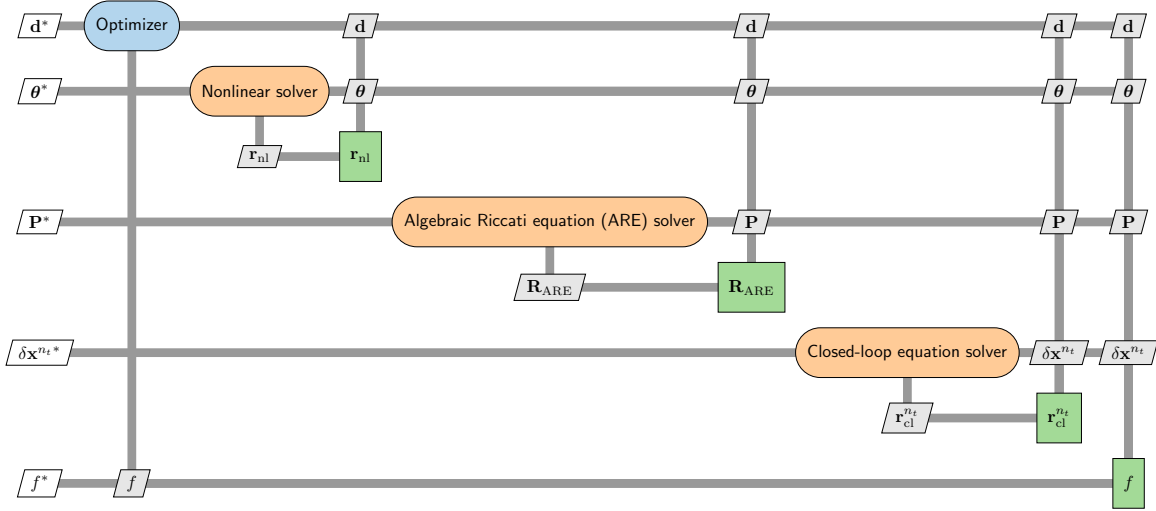 d* Optimizer d d d d
θ* Nonlinear solver θ θ θ θ
r_nl r_nl
P* Algebraic Riccati equation (ARE) solver P P P
R_ARE R_ARE
δx^{n_t}* Closed-loop equation solver δx^{n_t} δx^{n_t}
r_cl^{n_t} r_cl^{n_t}
f* f f